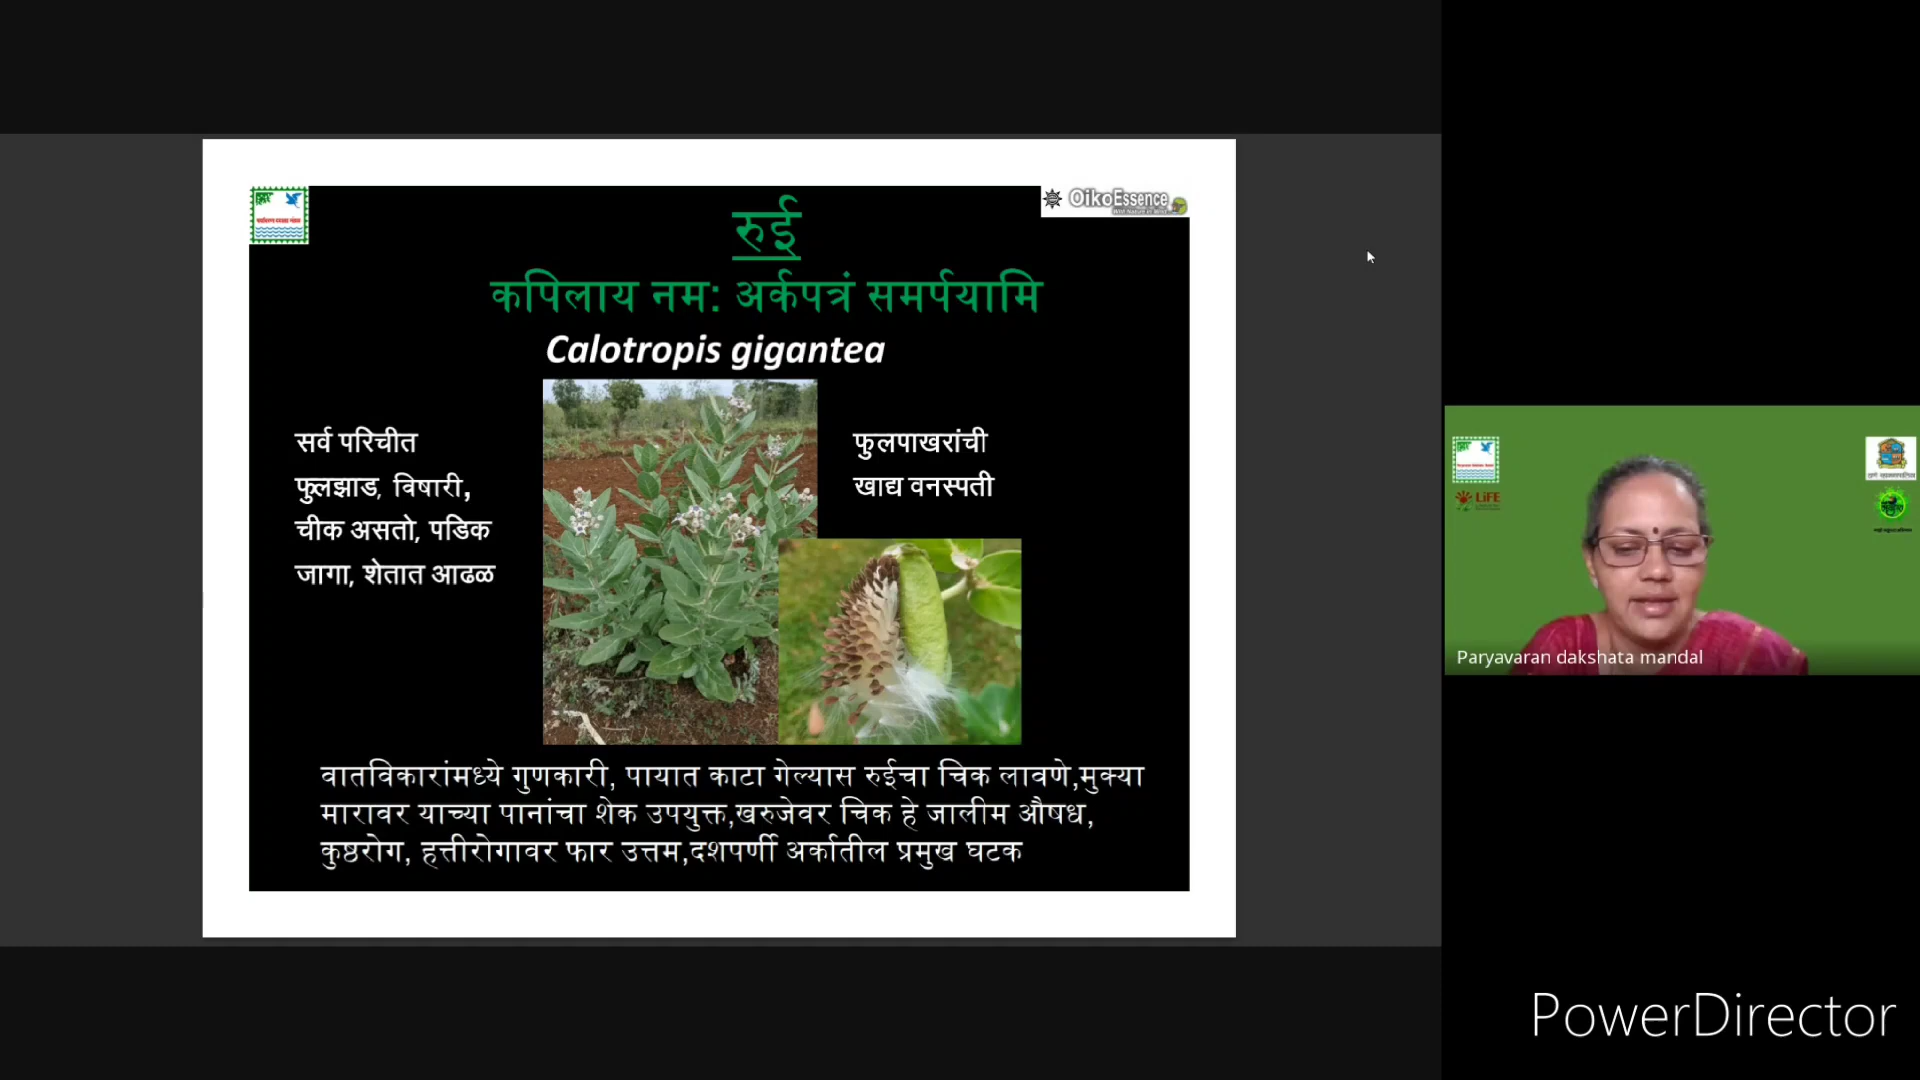 OikoEssence
रुई
कपिलाय नम: अर्कपत्रं समर्पयामि
Calotropis gigantea
सर्व परिचीत
फुलझाड, विषारी,
चीक असतो, पडिक
जागा, शेतात आढळ
फुलपाखरांची
खाद्य वनस्पती
वातविकारांमध्ये गुणकारी, पायात काटा गेल्यास रुईचा चिक लावणे,मुक्या
मारावर याच्या पानांचा शेक उपयुक्त,खरुजेवर चिक हे जालीम औषध,
कुष्ठरोग, हत्तीरोगावर फार उत्तम,दशपर्णी अर्कातील प्रमुख घटक
LiFE
Paryavaran dakshata mandal
PowerDirector